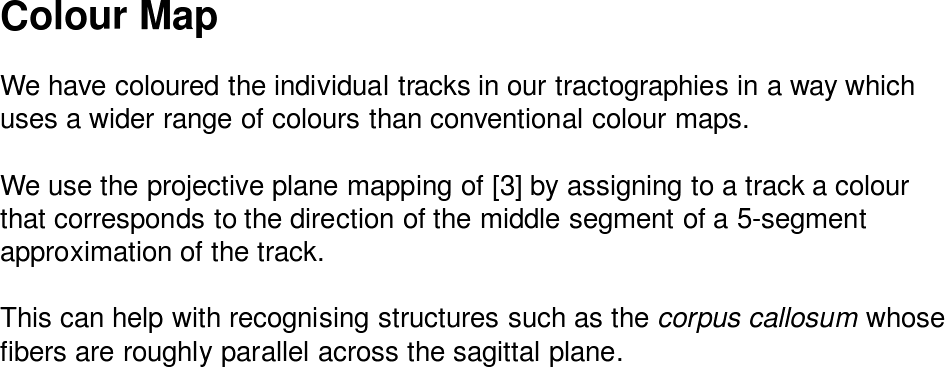 Colour Map
We have coloured the individual tracks in our tractographies in a way which
uses a wider range of colours than conventional colour maps.
We use the projective plane mapping of [3] by assigning to a track a colour
that corresponds to the direction of the middle segment of a 5-segment
approximation of the track.
This can help with recognising structures such as the corpus callosum whose
fibers are roughly parallel across the sagittal plane.